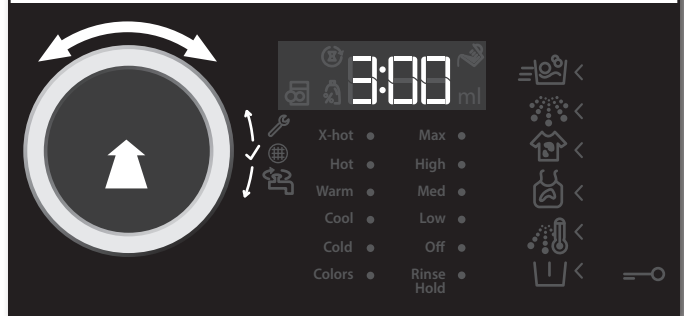 3:00
ml
X-hot Max
Hot High
Warm Med
Cool Low
Cold Off
Colors Rinse
Hold